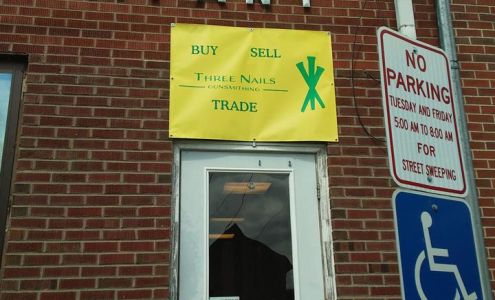 BUY SELL
THREE NAILS
GUNSMITHING
TRADE
NO
PARKING
TUESDAY AND FRIDAY
5:00 AM TO 8:00 AM
FOR
STREET SWEEPING